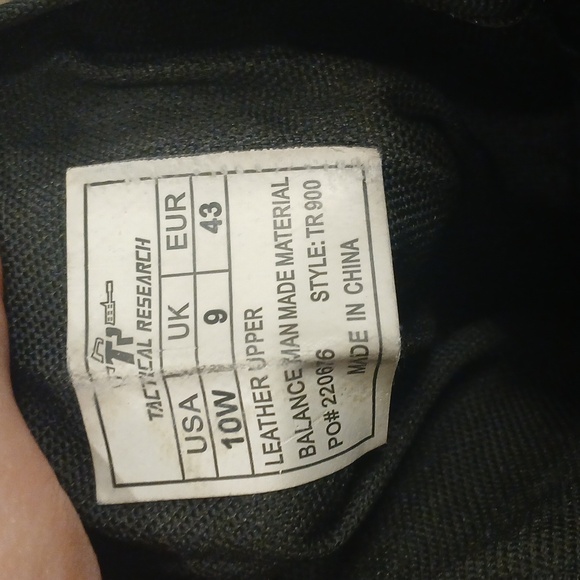 TR
TACTICAL RESEARCH
USA UK EUR
10W 9 43
LEATHER UPPER
BALANCE MAN MADE MATERIAL
PO# 220676 STYLE: TR 900
MADE IN CHINA